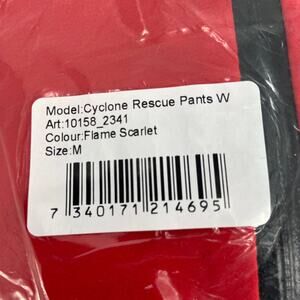 Model:Cyclone Rescue Pants W
Art:10158_2341
Colour:Flame Scarlet
Size:M
7 340171 214695